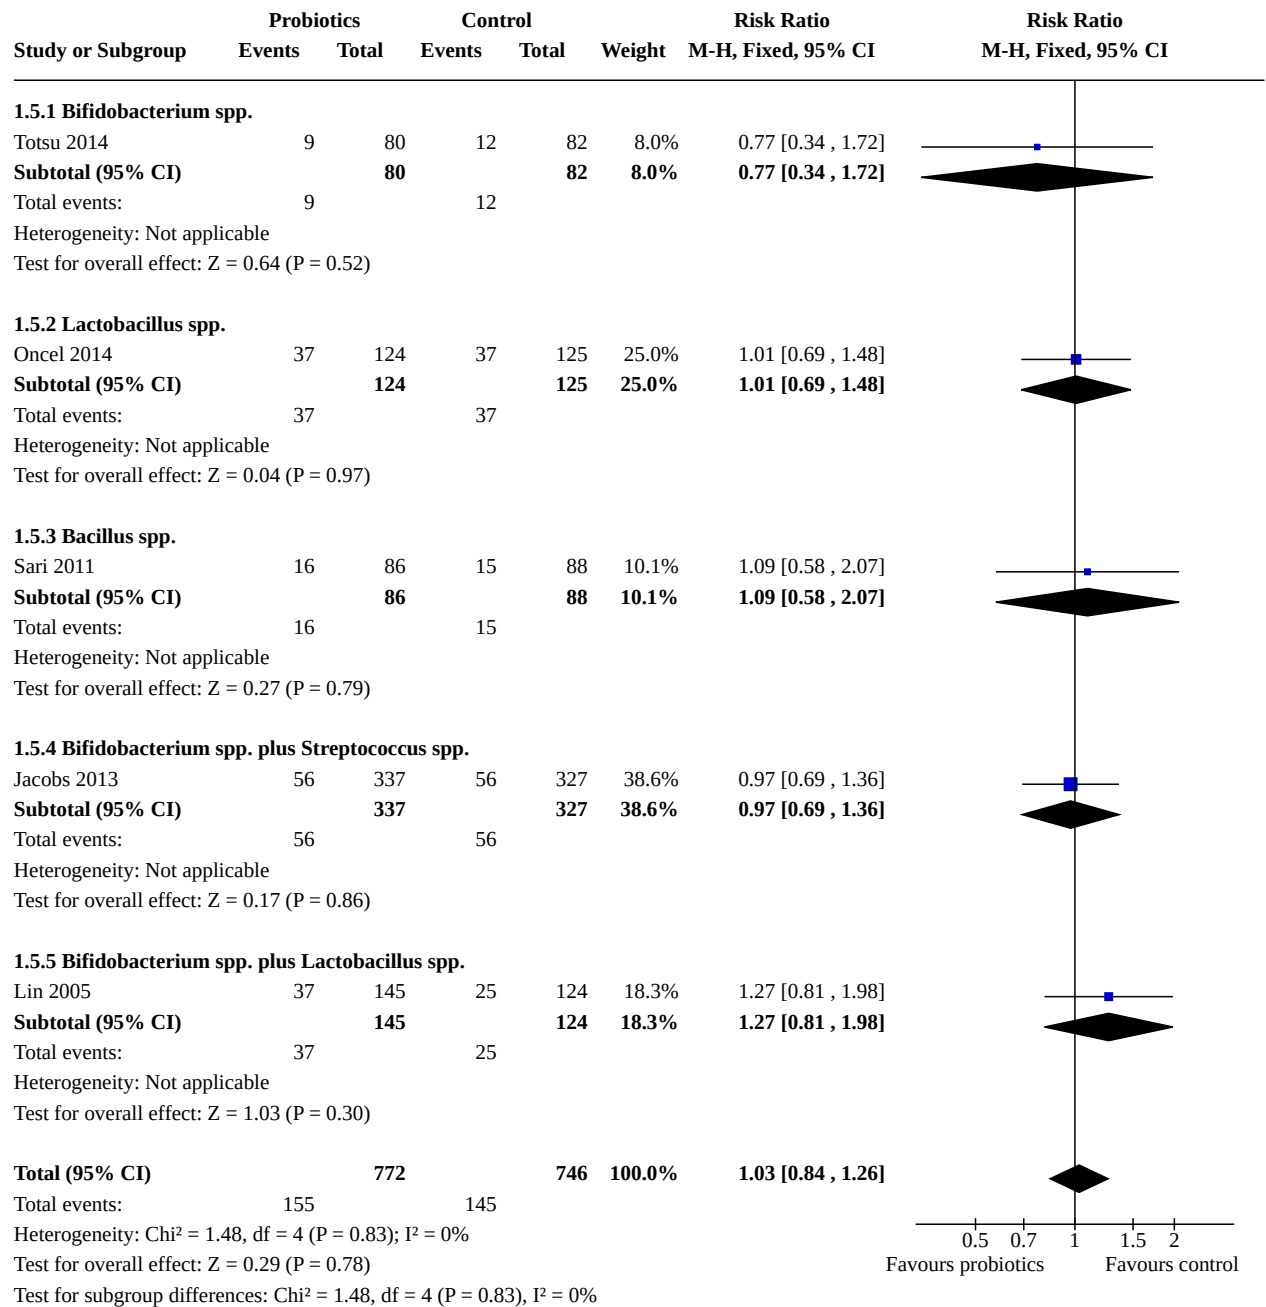 Probiotics Control Risk Ratio Risk Ratio
Study or Subgroup Events Total Events Total Weight M-H, Fixed, 95% CI M-H, Fixed, 95% CI
1.5.1 Bifidobacterium spp.
Totsu 2014 9 80 12 82 8.0% 0.77 [0.34 , 1.72]
Subtotal (95% CI) 80 82 8.0% 0.77 [0.34 , 1.72]
Total events: 9 12
Heterogeneity: Not applicable
Test for overall effect: Z = 0.64 (P = 0.52)
1.5.2 Lactobacillus spp.
Oncel 2014 37 124 37 125 25.0% 1.01 [0.69 , 1.48]
Subtotal (95% CI) 124 125 25.0% 1.01 [0.69 , 1.48]
Total events: 37 37
Heterogeneity: Not applicable
Test for overall effect: Z = 0.04 (P = 0.97)
1.5.3 Bacillus spp.
Sari 2011 16 86 15 88 10.1% 1.09 [0.58 , 2.07]
Subtotal (95% CI) 86 88 10.1% 1.09 [0.58 , 2.07]
Total events: 16 15
Heterogeneity: Not applicable
Test for overall effect: Z = 0.27 (P = 0.79)
1.5.4 Bifidobacterium spp. plus Streptococcus spp.
Jacobs 2013 56 337 56 327 38.6% 0.97 [0.69 , 1.36]
Subtotal (95% CI) 337 327 38.6% 0.97 [0.69 , 1.36]
Total events: 56 56
Heterogeneity: Not applicable
Test for overall effect: Z = 0.17 (P = 0.86)
1.5.5 Bifidobacterium spp. plus Lactobacillus spp.
Lin 2005 37 145 25 124 18.3% 1.27 [0.81 , 1.98]
Subtotal (95% CI) 145 124 18.3% 1.27 [0.81 , 1.98]
Total events: 37 25
Heterogeneity: Not applicable
Test for overall effect: Z = 1.03 (P = 0.30)
Total (95% CI) 772 746 100.0% 1.03 [0.84 , 1.26]
Total events: 155 145
Heterogeneity: Chi² = 1.48, df = 4 (P = 0.83); I² = 0%
0.5 0.7 1 1.5 2
Test for overall effect: Z = 0.29 (P = 0.78) Favours probiotics Favours control
Test for subgroup differences: Chi² = 1.48, df = 4 (P = 0.83), I² = 0%